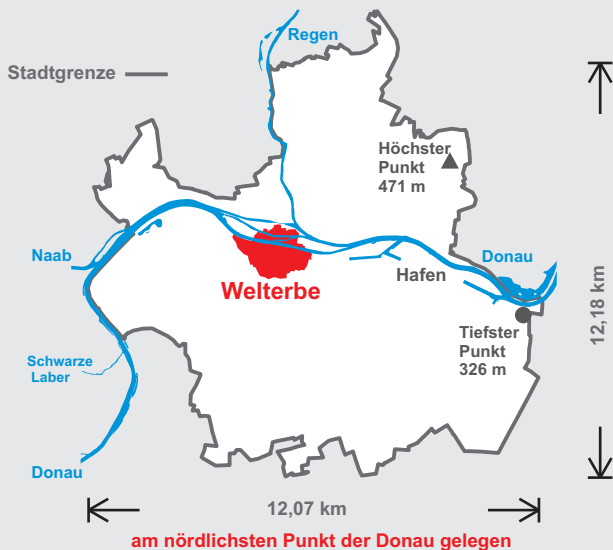 Regen
Stadtgrenze
Höchster
Punkt
471 m
Naab
Donau
Hafen
Welterbe
12,18 km
Tiefster
Punkt
326 m
Schwarze
Laber
Donau
12,07 km
am nördlichsten Punkt der Donau gelegen